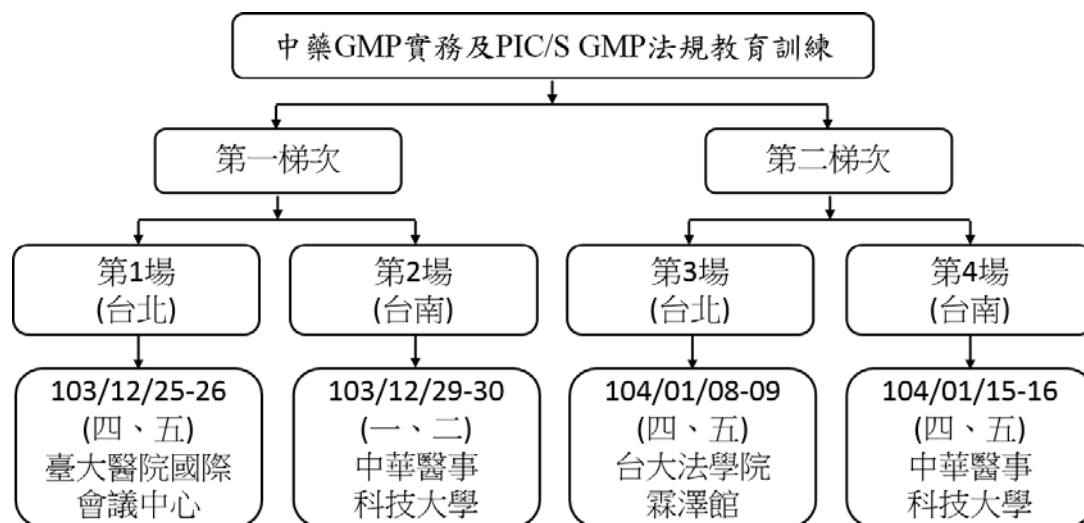 中藥GMP實務及PIC/S GMP法規教育訓練
第一梯次
第二梯次
第1場
(台北)
第2場
(台南)
第3場
(台北)
第4場
(台南)
103/12/25-26
(四、五)
臺大醫院國際
會議中心
103/12/29-30
(一、二)
中華醫事
科技大學
104/01/08-09
(四、五)
台大法學院
霖澤館
104/01/15-16
(四、五)
中華醫事
科技大學